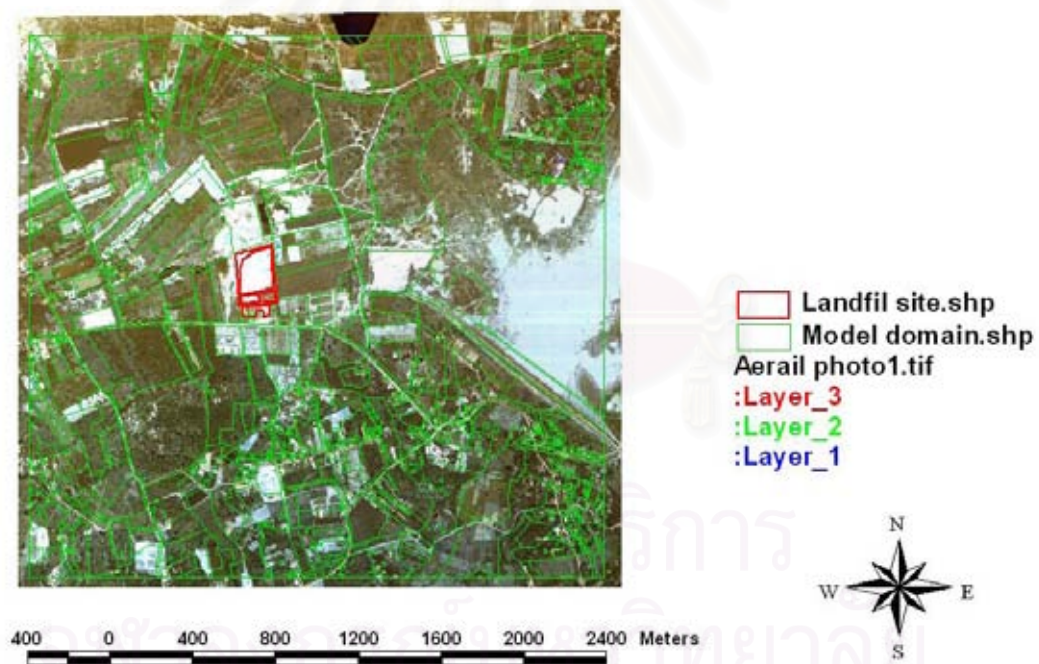 Landfil site.shp
Model domain.shp
Aerail photo1.tif
:Layer_3
:Layer_2
:Layer_1
N
W E
S
400 0 400 800 1200 1600 2000 2400 Meters